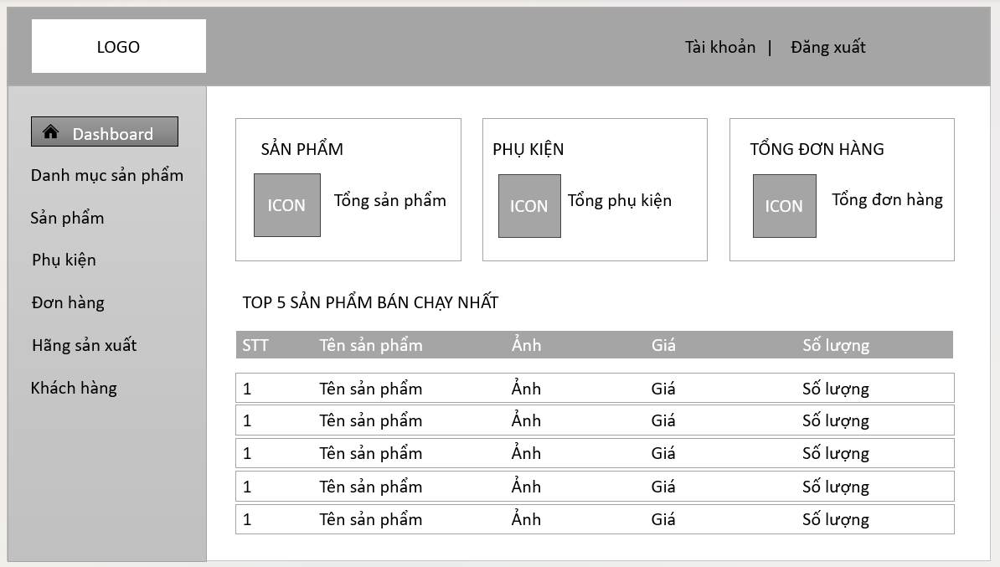 LOGO
Tài khoản | Đăng xuất
Dashboard
Danh mục sản phẩm
Sản phẩm
Phụ kiện
Đơn hàng
Hãng sản xuất
Khách hàng
SẢN PHẨM
ICON Tổng sản phẩm
PHỤ KIỆN
ICON Tổng phụ kiện
TỔNG ĐƠN HÀNG
ICON Tổng đơn hàng
TOP 5 SẢN PHẨM BÁN CHẠY NHẤT
STT Tên sản phẩm Ảnh Giá Số lượng
1 Tên sản phẩm Ảnh Giá Số lượng
1 Tên sản phẩm Ảnh Giá Số lượng
1 Tên sản phẩm Ảnh Giá Số lượng
1 Tên sản phẩm Ảnh Giá Số lượng
1 Tên sản phẩm Ảnh Giá Số lượng